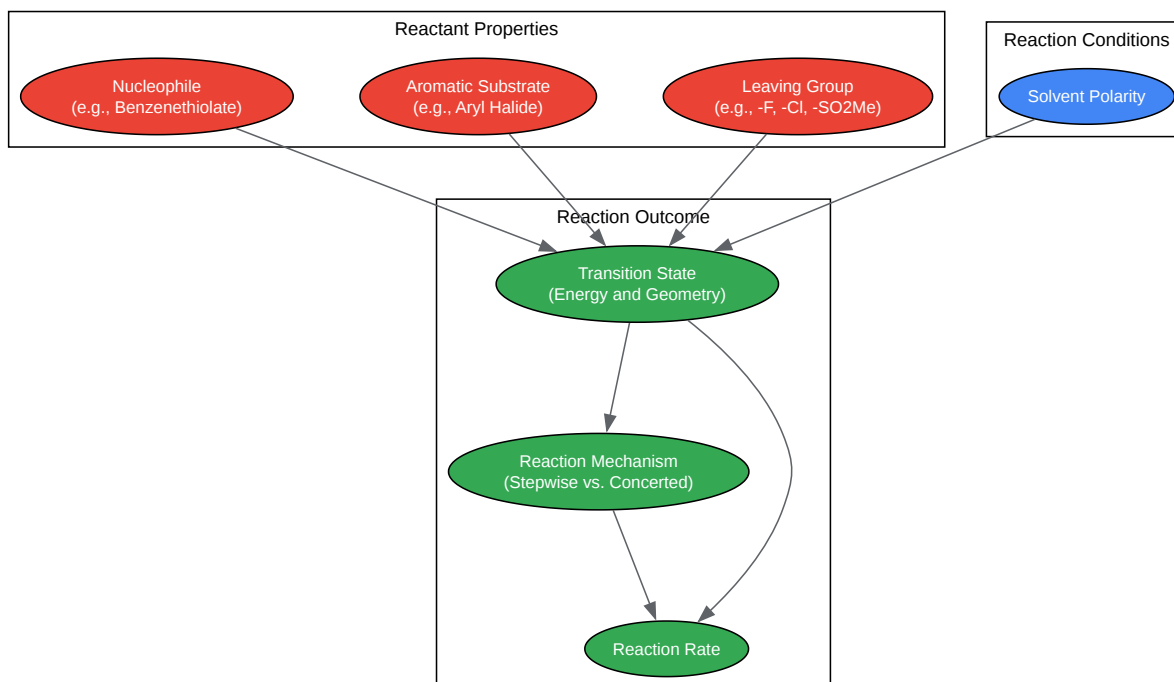 Reactant Properties
Reaction Conditions
Nucleophile
(e.g., Benzenethiolate)
Aromatic Substrate
(e.g., Aryl Halide)
Leaving Group
(e.g., -F, -Cl, -SO2Me)
Solvent Polarity
Reaction Outcome
Transition State
(Energy and Geometry)
Reaction Mechanism
(Stepwise vs. Concerted)
Reaction Rate